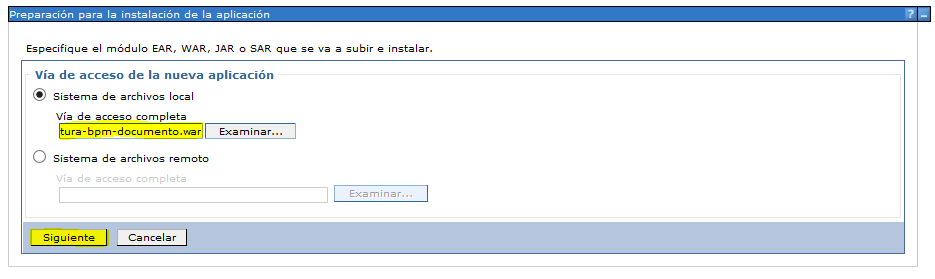 Preparación para la instalación de la aplicación ? –
Especifique el módulo EAR, WAR, JAR o SAR que se va a subir e instalar.
Vía de acceso de la nueva aplicación
Sistema de archivos local
Vía de acceso completa
tura-bpm-documento.war Examinar...
Sistema de archivos remoto
Vía de acceso completa
Examinar...
Siguiente Cancelar